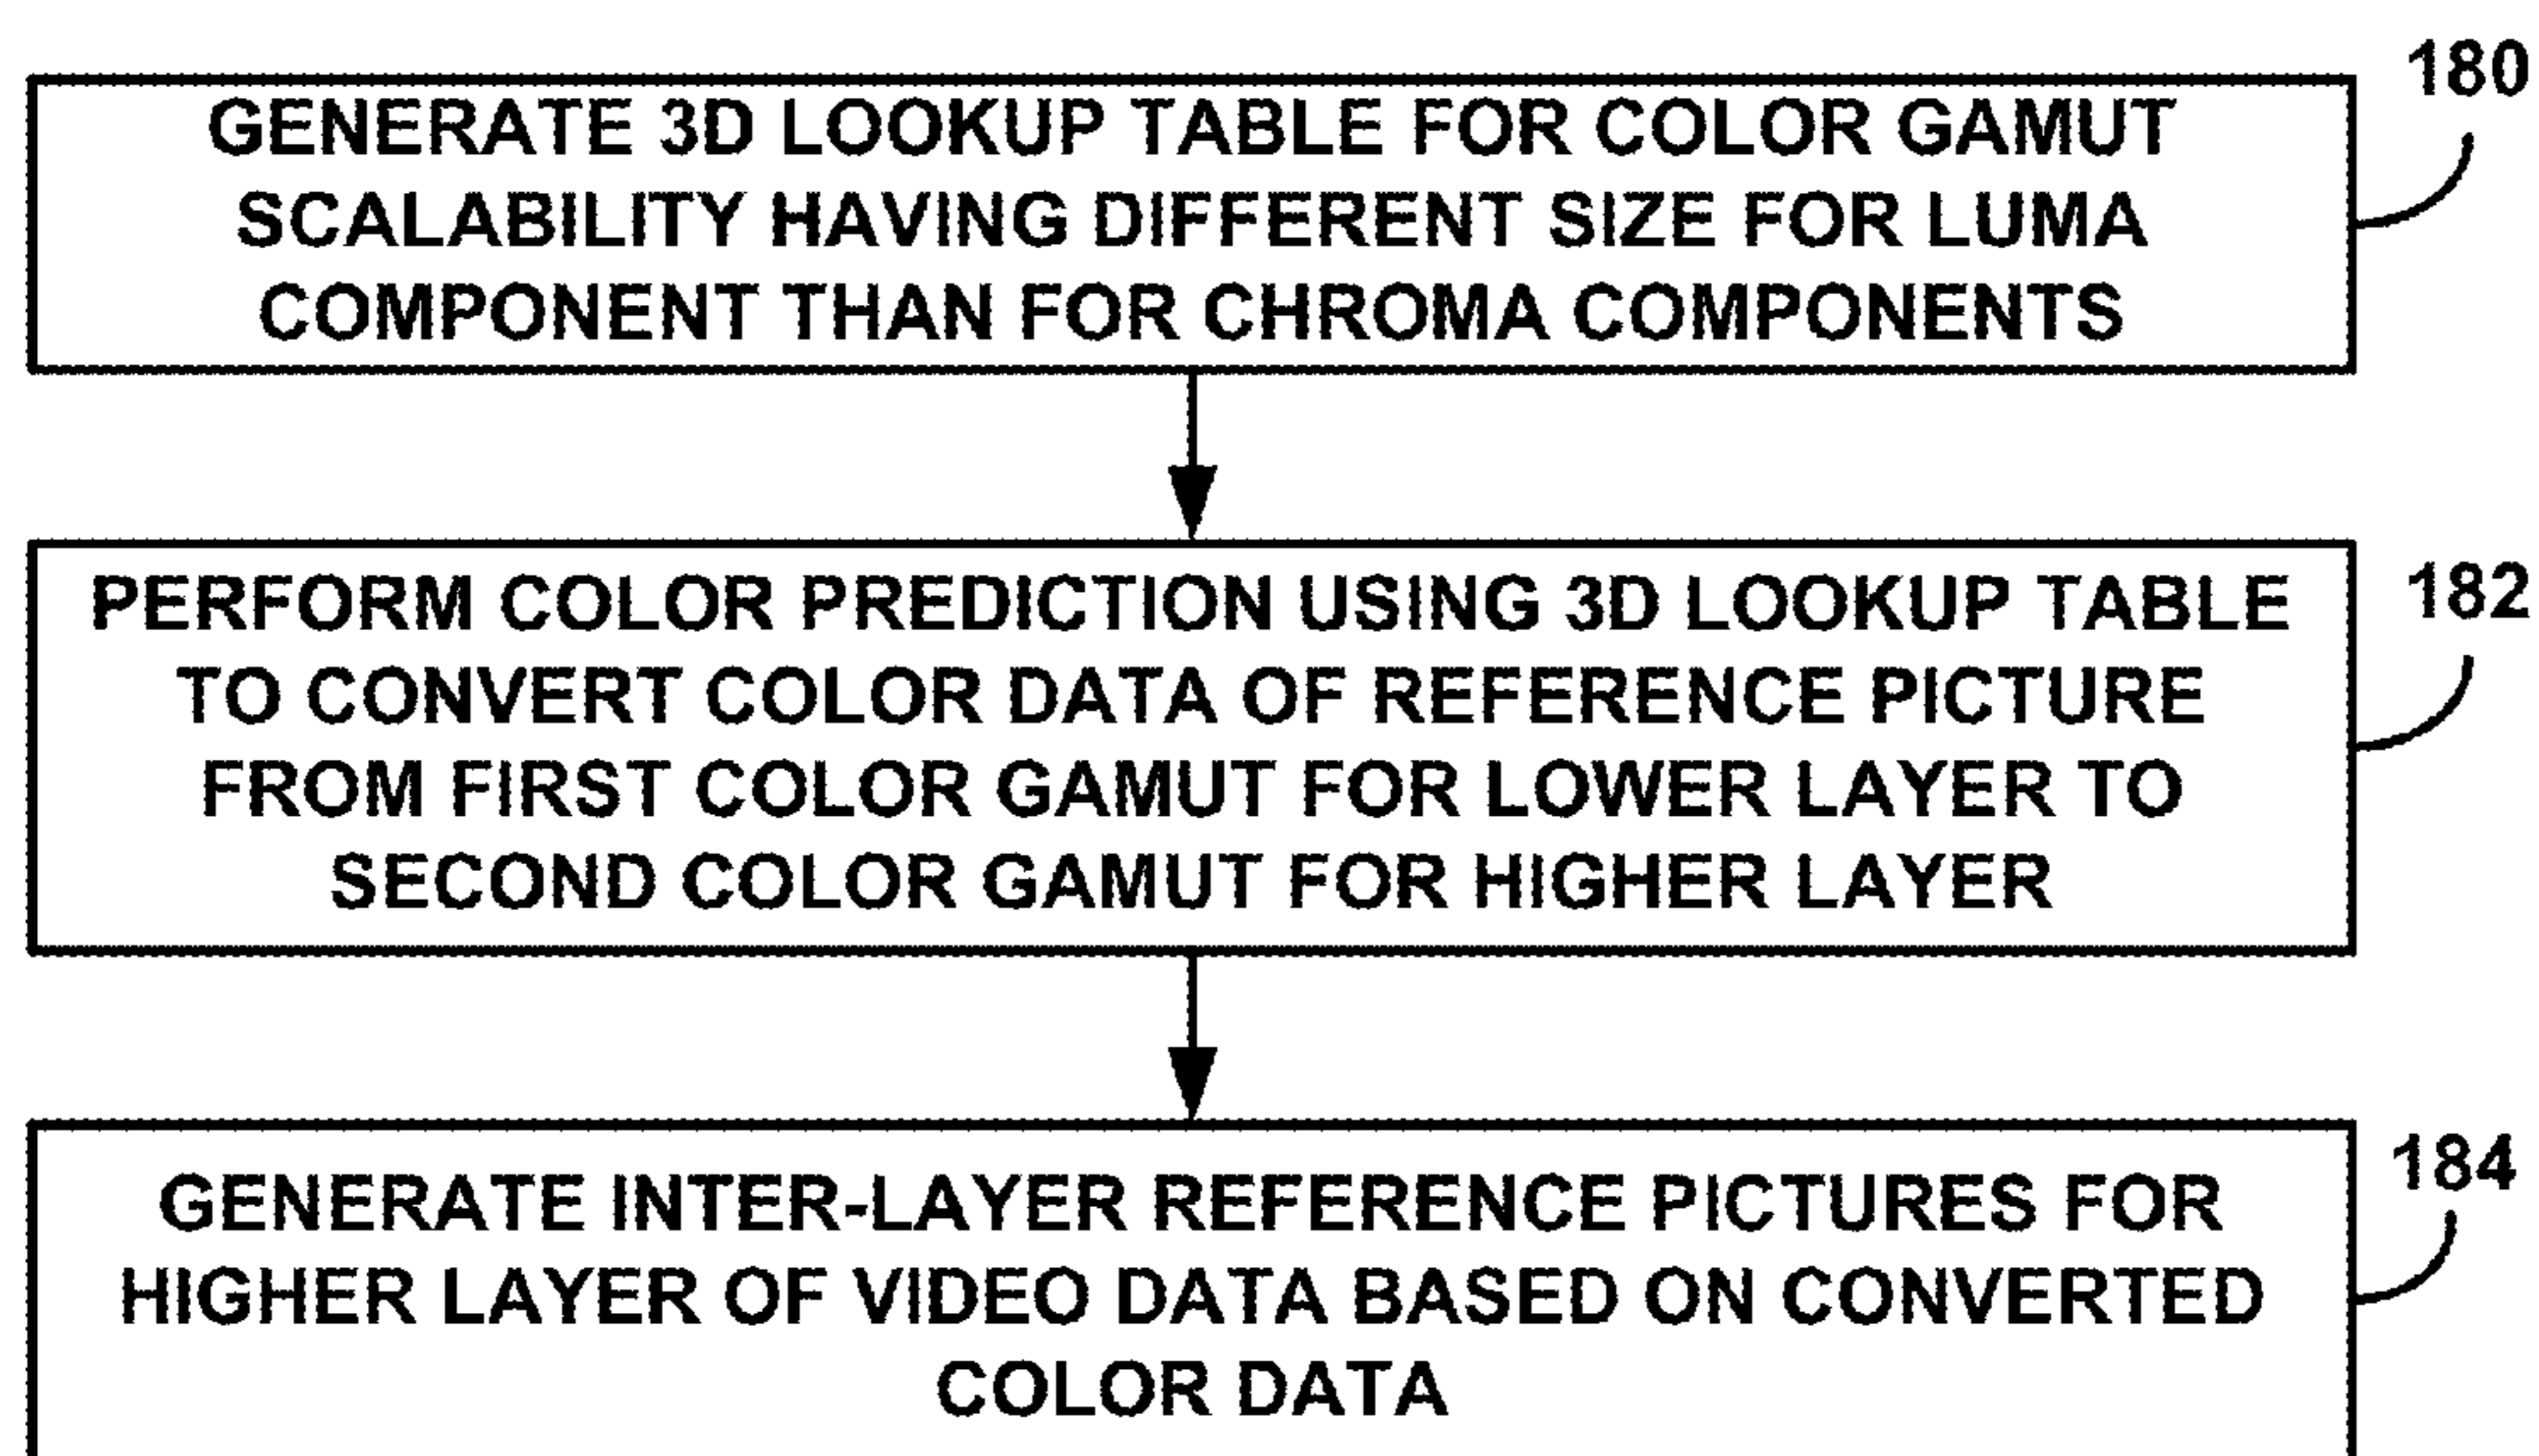 180
GENERATE 3D LOOKUP TABLE FOR COLOR GAMUT
SCALABILITY HAVING DIFFERENT SIZE FOR LUMA
COMPONENT THAN FOR CHROMA COMPONENTS
182
PERFORM COLOR PREDICTION USING 3D LOOKUP TABLE
TO CONVERT COLOR DATA OF REFERENCE PICTURE
FROM FIRST COLOR GAMUT FOR LOWER LAYER TO
SECOND COLOR GAMUT FOR HIGHER LAYER
184
GENERATE INTER-LAYER REFERENCE PICTURES FOR
HIGHER LAYER OF VIDEO DATA BASED ON CONVERTED
COLOR DATA